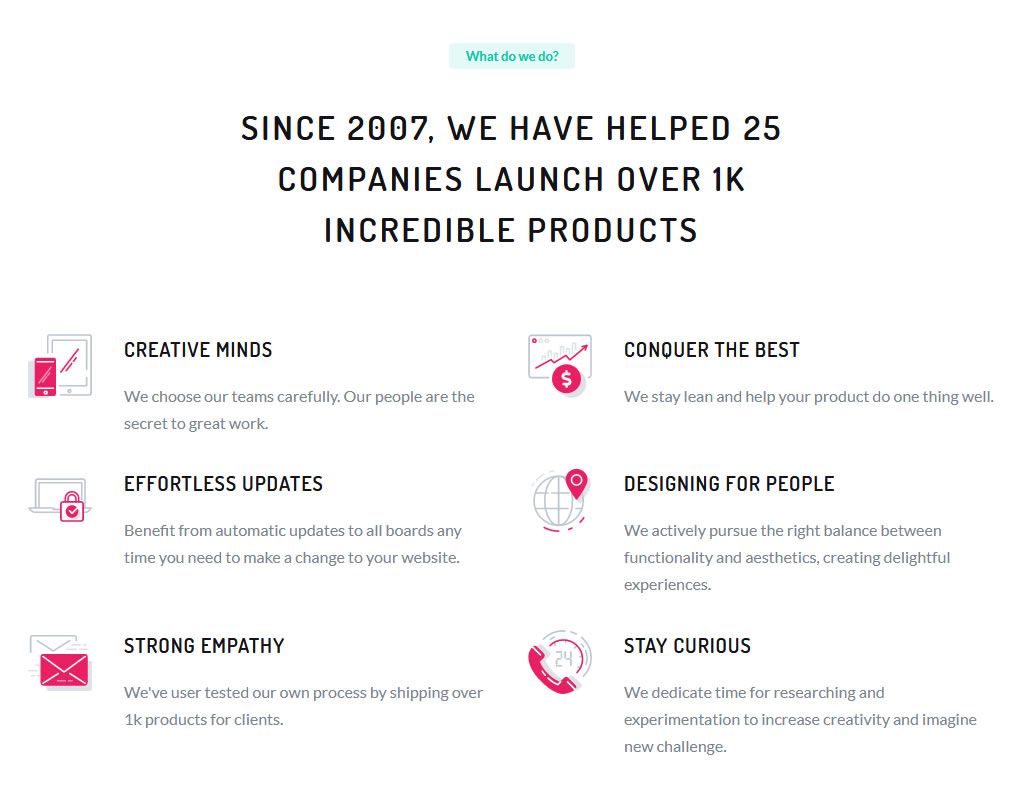 What do we do?
SINCE 2007, WE HAVE HELPED 25
COMPANIES LAUNCH OVER 1K
INCREDIBLE PRODUCTS
CREATIVE MINDS
We choose our teams carefully. Our people are the
secret to great work.
CONQUER THE BEST
We stay lean and help your product do one thing well.
EFFORTLESS UPDATES
Benefit from automatic updates to all boards any
time you need to make a change to your website.
DESIGNING FOR PEOPLE
We actively pursue the right balance between
functionality and aesthetics, creating delightful
experiences.
STRONG EMPATHY
We've user tested our own process by shipping over
1k products for clients.
24
STAY CURIOUS
We dedicate time for researching and
experimentation to increase creativity and imagine
new challenge.